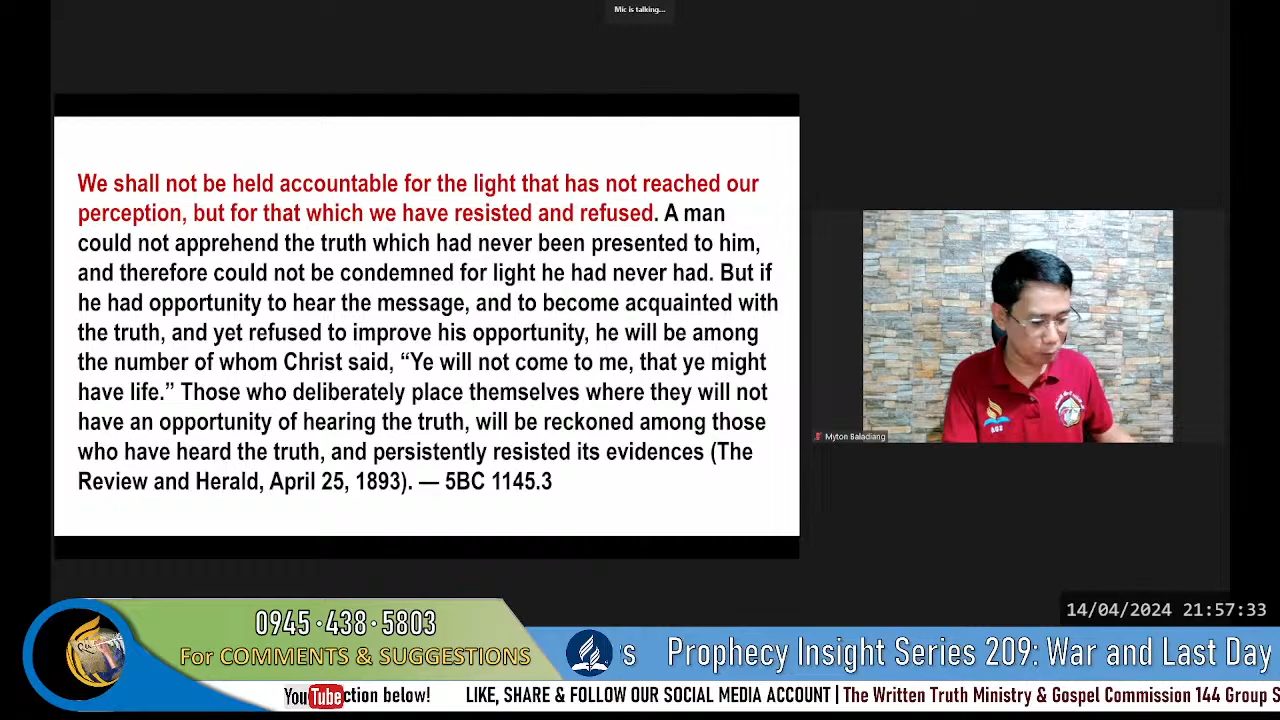 Mic is talking...
We shall not be held accountable for the light that has not reached our
perception, but for that which we have resisted and refused. A man
could not apprehend the truth which had never been presented to him,
and therefore could not be condemned for light he had never had. But if
he had opportunity to hear the message, and to become acquainted with
the truth, and yet refused to improve his opportunity, he will be among
the number of whom Christ said, “Ye will not come to me, that ye might
have life.” Those who deliberately place themselves where they will not
have an opportunity of hearing the truth, will be reckoned among those
who have heard the truth, and persistently resisted its evidences (The
Review and Herald, April 25, 1893). — 5BC 1145.3
Myton Baladiang
14/04/2024 21:57:33
0945·438·5803
For COMMENTS & SUGGESTIONS
's Prophecy Insight Series 209: War and Last Day
YouTube ction below! LIKE, SHARE & FOLLOW OUR SOCIAL MEDIA ACCOUNT | The Written Truth Ministry & Gospel Commission 144 Group S